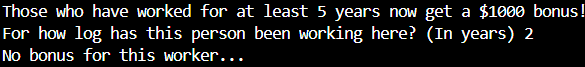 Those who have worked for at least 5 years now get a $1000 bonus!
For how log has this person been working here? (In years) 2
No bonus for this worker...